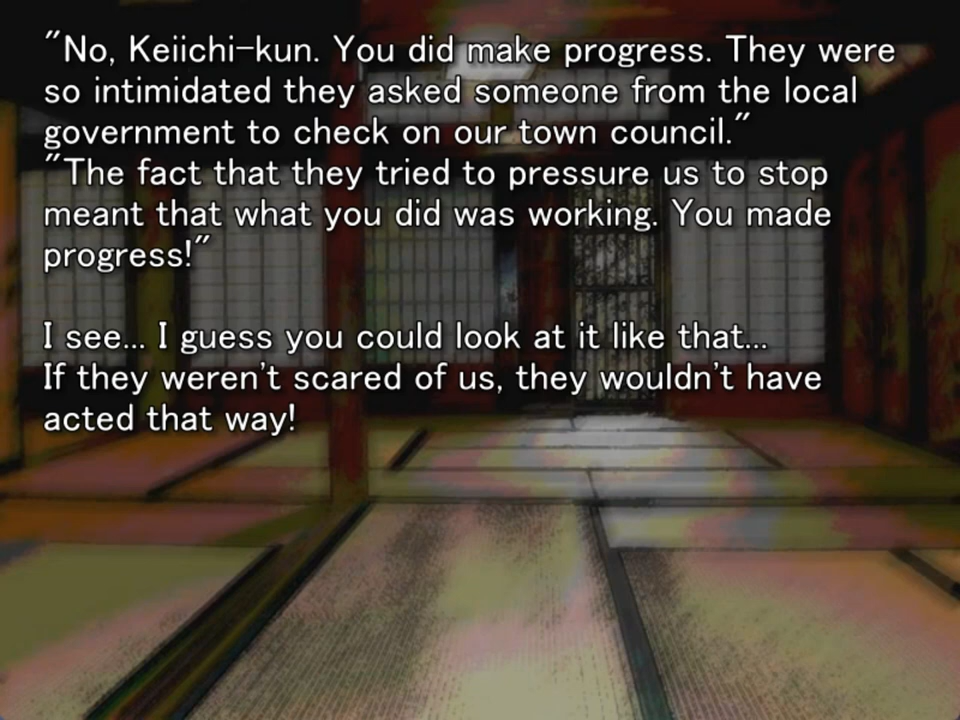 "No, Keiichi-kun. You did make progress. They were
so intimidated they asked someone from the local
government to check on our town council."
"The fact that they tried to pressure us to stop
meant that what you did was working. You made
progress!"
I see... I guess you could look at it like that...
If they weren't scared of us, they wouldn't have
acted that way!